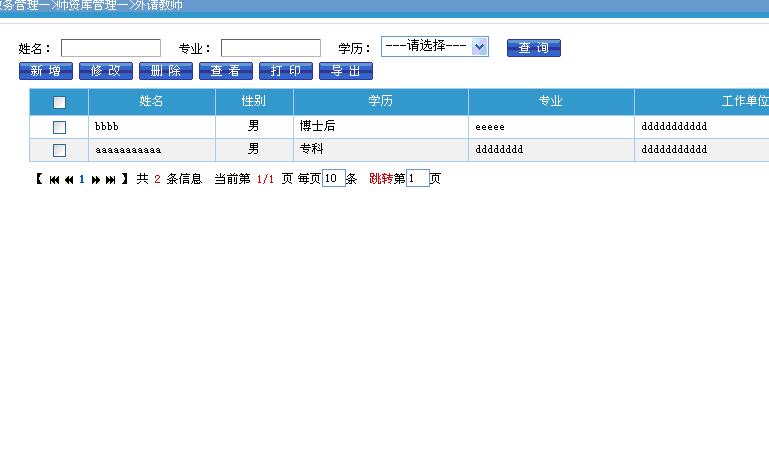 务管理—>师资库管理—>外请教师
姓名： 专业： 学历： ---请选择--- 查 询
新 增 修 改 删 除 查 看 打 印 导 出
姓名 性别 学历 专业 工作单位
bbbb 男 博士后 eeeee ddddddddddd
aaaaaaaaaaa 男 专科 dddddddd ddddddddddd
【 1 】 共 2 条信息 当前第 1/1 页 每页10条 跳转第1页